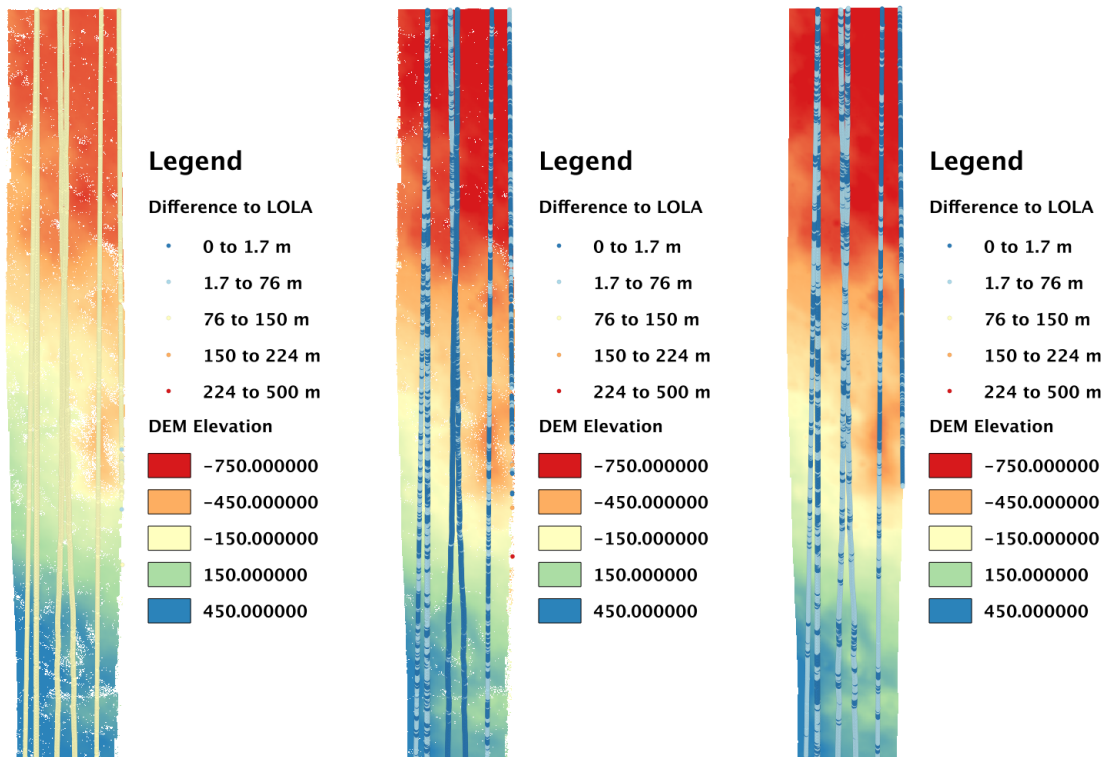 Legend
Difference to LOLA
0 to 1.7 m
1.7 to 76 m
76 to 150 m
150 to 224 m
224 to 500 m
DEM Elevation
-750.000000
-450.000000
-150.000000
150.000000
450.000000
Legend
Difference to LOLA
0 to 1.7 m
1.7 to 76 m
76 to 150 m
150 to 224 m
224 to 500 m
DEM Elevation
-750.000000
-450.000000
-150.000000
150.000000
450.000000
Legend
Difference to LOLA
0 to 1.7 m
1.7 to 76 m
76 to 150 m
150 to 224 m
224 to 500 m
DEM Elevation
-750.000000
-450.000000
-150.000000
150.000000
450.000000